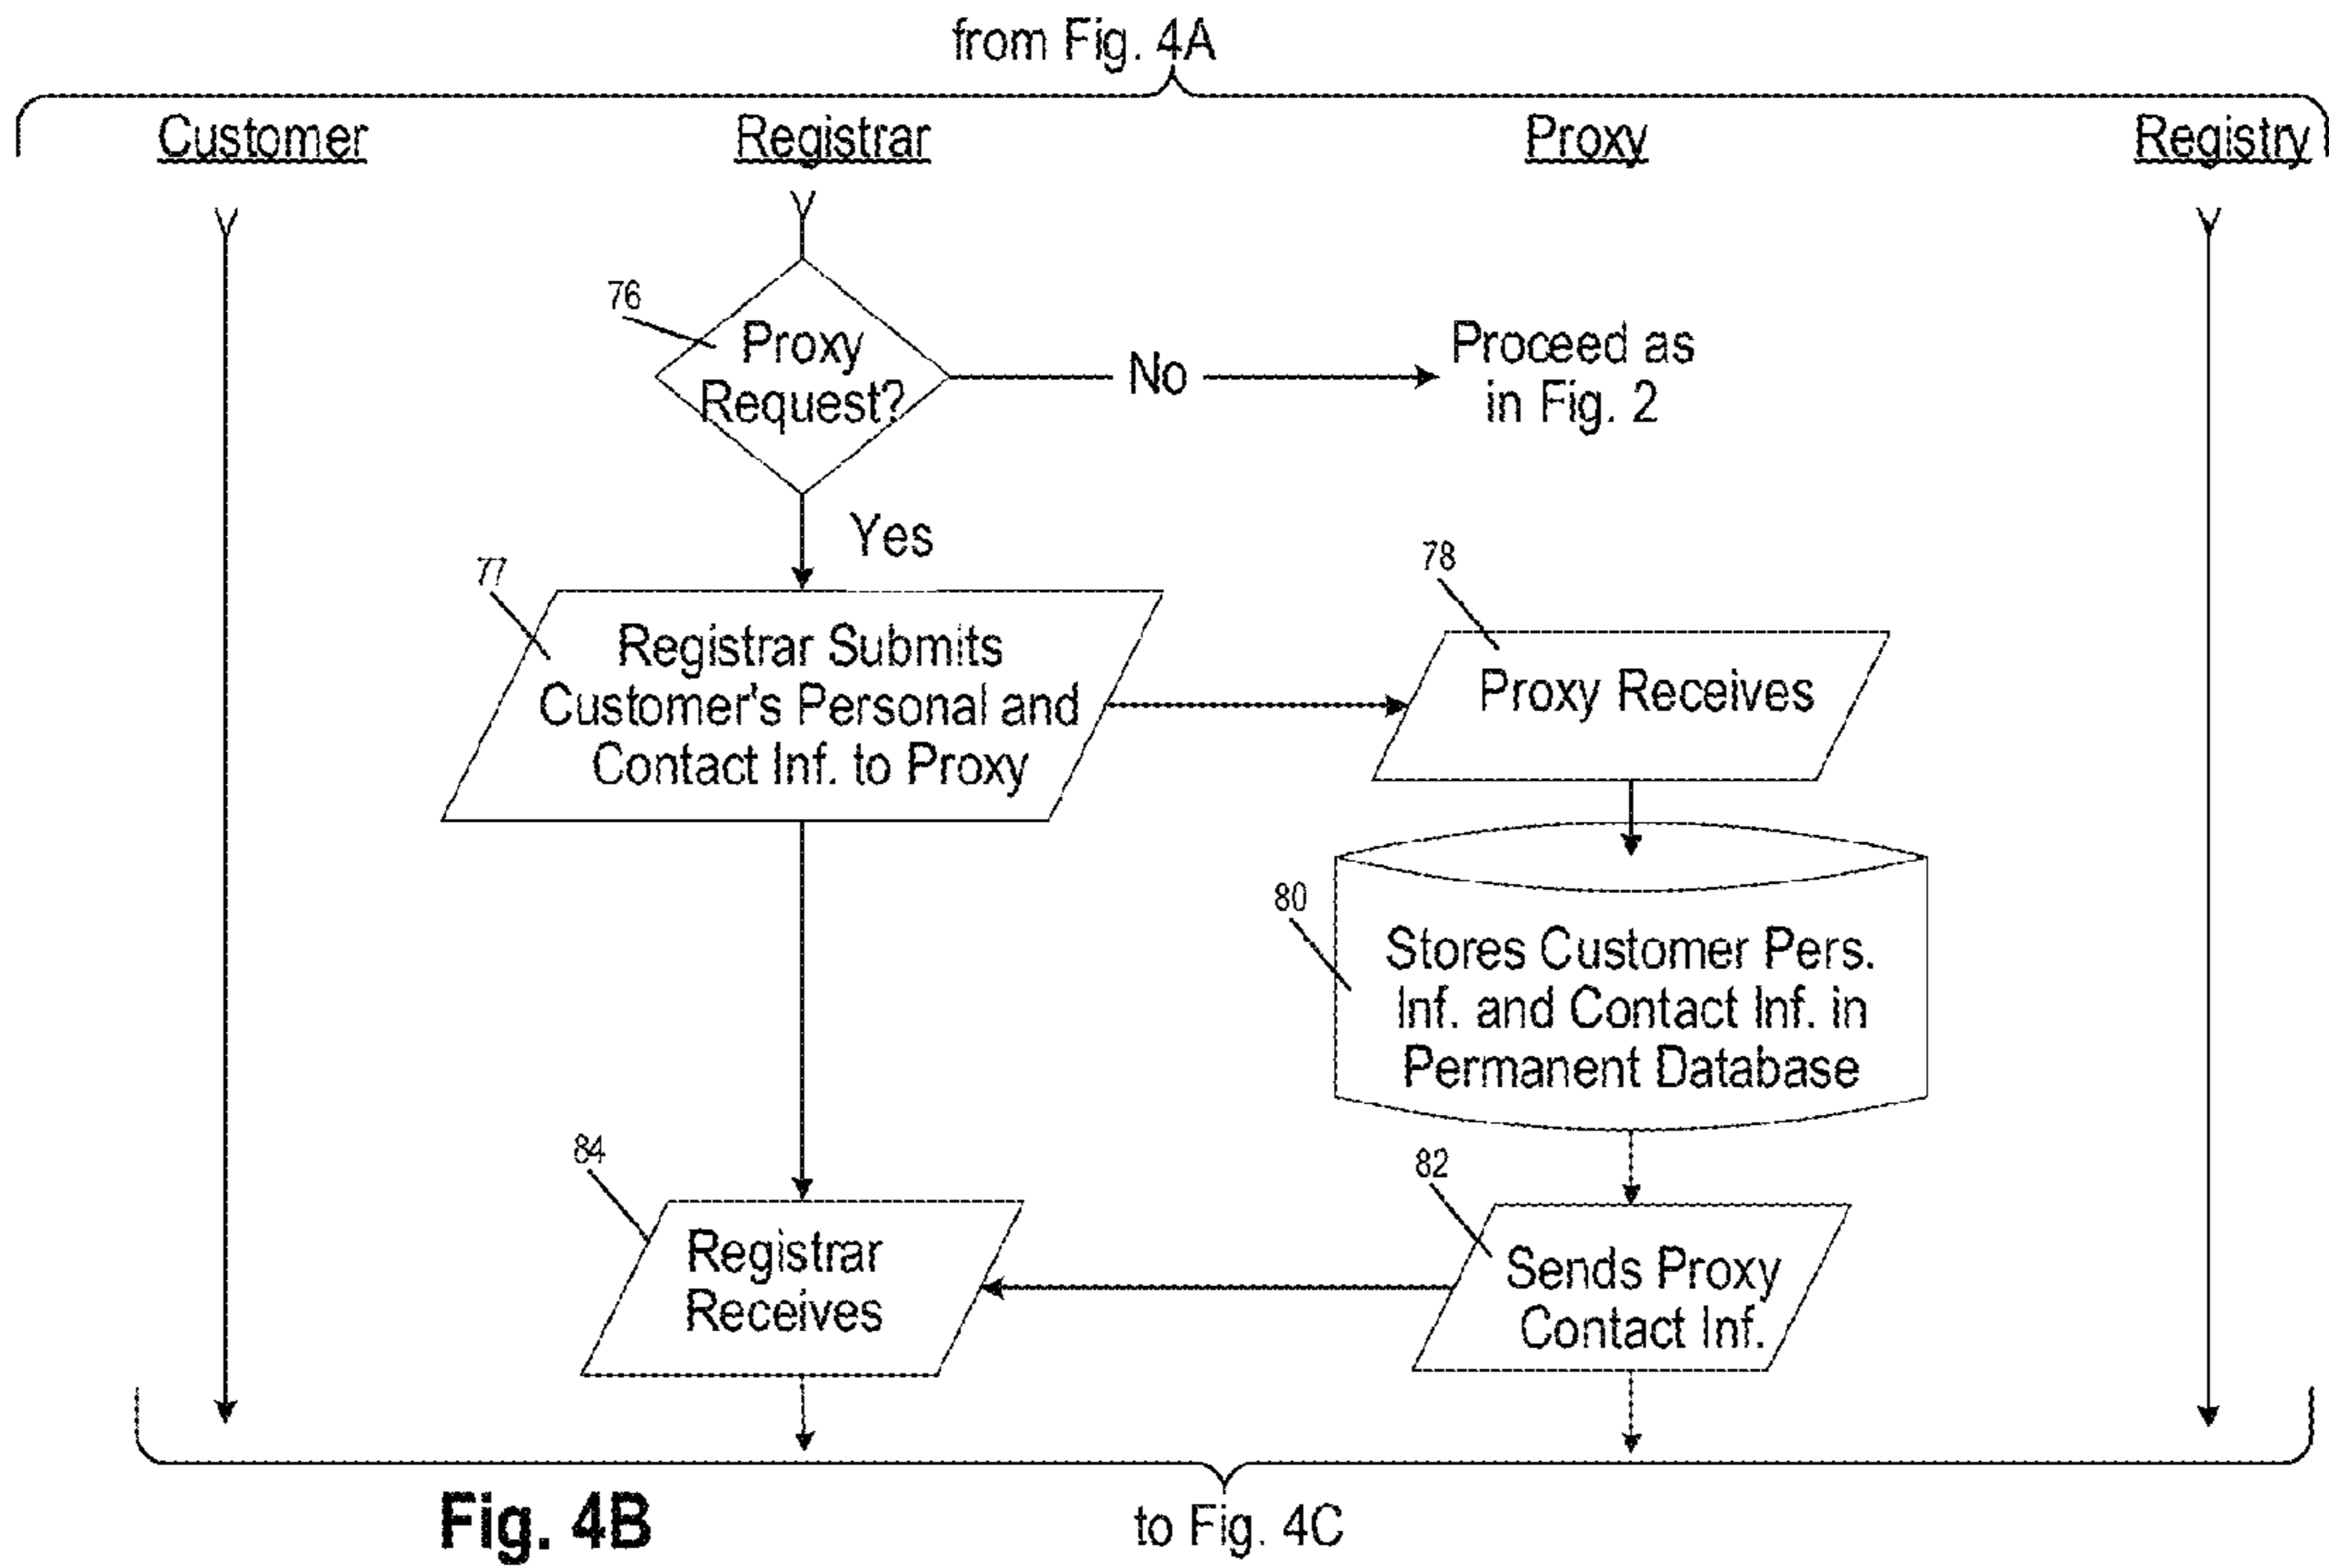 from Fig. 4A
Customer
Registrar
Proxy
Registry
76
Proxy
Request?
No
Proceed as
in Fig. 2
Yes
77
Registrar Submits
Customer's Personal and
Contact Inf. to Proxy
78
Proxy Receives
80
Stores Customer Pers.
Inf. and Contact Inf. in
Permanent Database
84
Registrar
Receives
82
Sends Proxy
Contact Inf.
Fig. 4B
to Fig. 4C